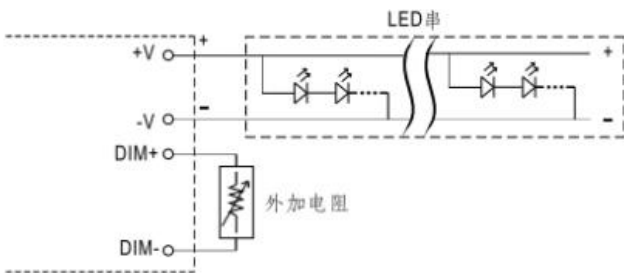 LED串
+V + +
-V - -
DIM+
外加电阻
DIM-